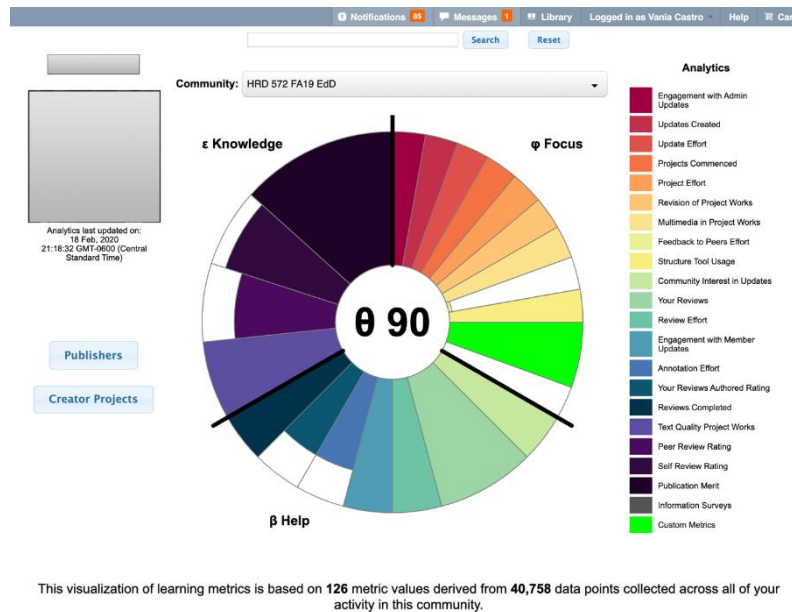 Notifications 85 Messages 1 Library Logged in as Vania Castro Help Car
Search Reset
Community: HRD 572 FA19 EdD
Analytics last updated on:
18 Feb, 2020
21:18:32 GMT-0600 (Central
Standard Time)
Publishers
Creator Projects
ε Knowledge
φ Focus
θ 90
β Help
Analytics
Engagement with Admin
Updates
Updates Created
Update Effort
Projects Commenced
Project Effort
Revision of Project Works
Multimedia in Project Works
Feedback to Peers Effort
Structure Tool Usage
Community Interest in Updates
Your Reviews
Review Effort
Engagement with Member
Updates
Annotation Effort
Your Reviews Authored Rating
Reviews Completed
Text Quality Project Works
Peer Review Rating
Self Review Rating
Publication Merit
Information Surveys
Custom Metrics
This visualization of learning metrics is based on 126 metric values derived from 40,758 data points collected across all of your
activity in this community.